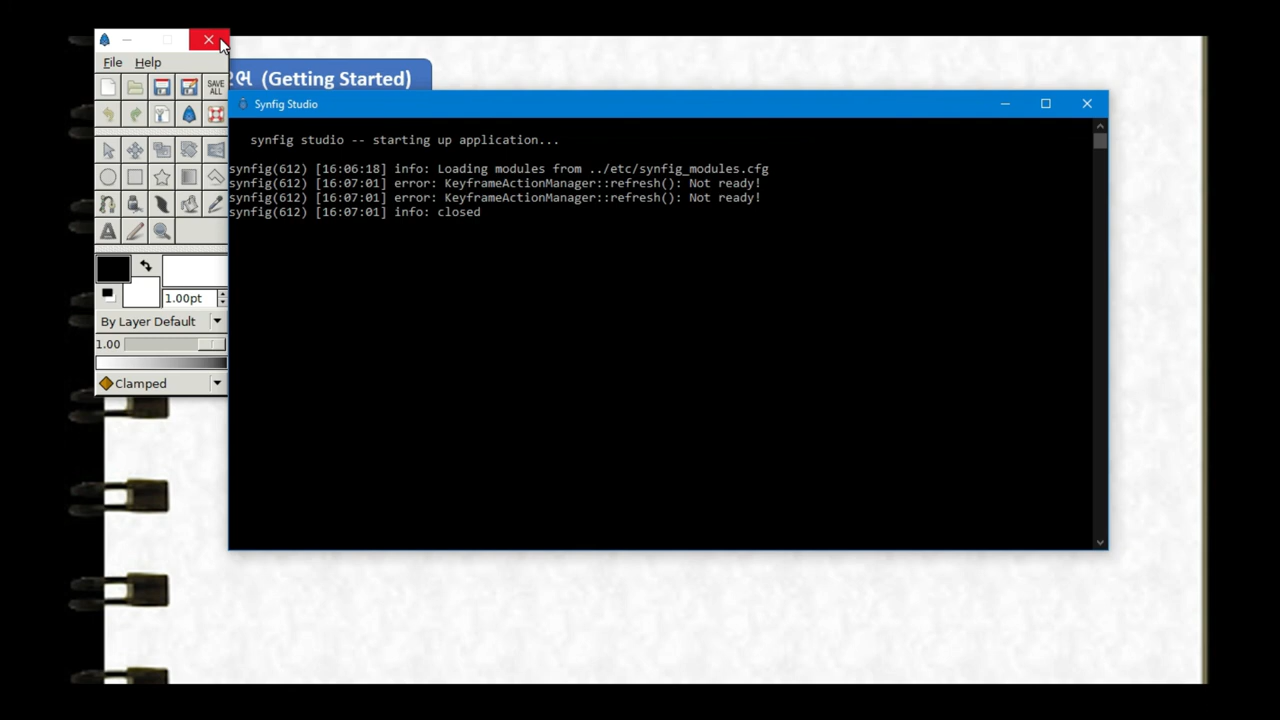 (Getting Started)
File Help
SAVE ALL
Synfig Studio
synfig studio -- starting up application...
synfig(612) [16:06:18] info: Loading modules from ../etc/synfig_modules.cfg
synfig(612) [16:07:01] error: KeyframeActionManager::refresh(): Not ready!
synfig(612) [16:07:01] error: KeyframeActionManager::refresh(): Not ready!
synfig(612) [16:07:01] info: closed
1.00pt
By Layer Default
1.00
Clamped